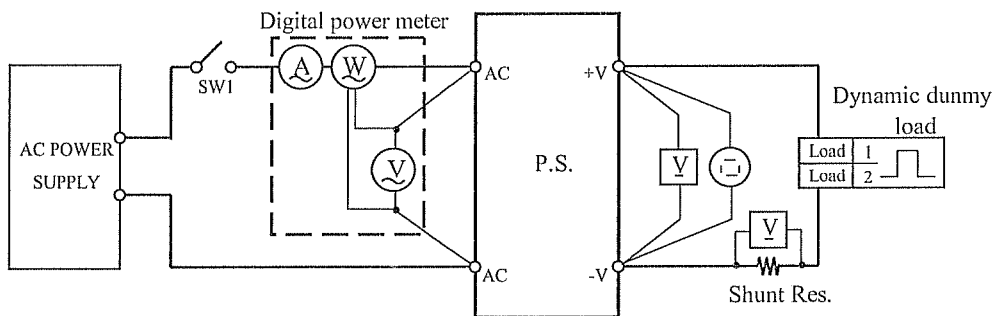 Digital power meter
A
W
SW1
AC
+V
Dynamic dunmy
load
AC POWER
SUPPLY
V
P.S.
V
Load 1
Load 2
V
AC
-V
Shunt Res.